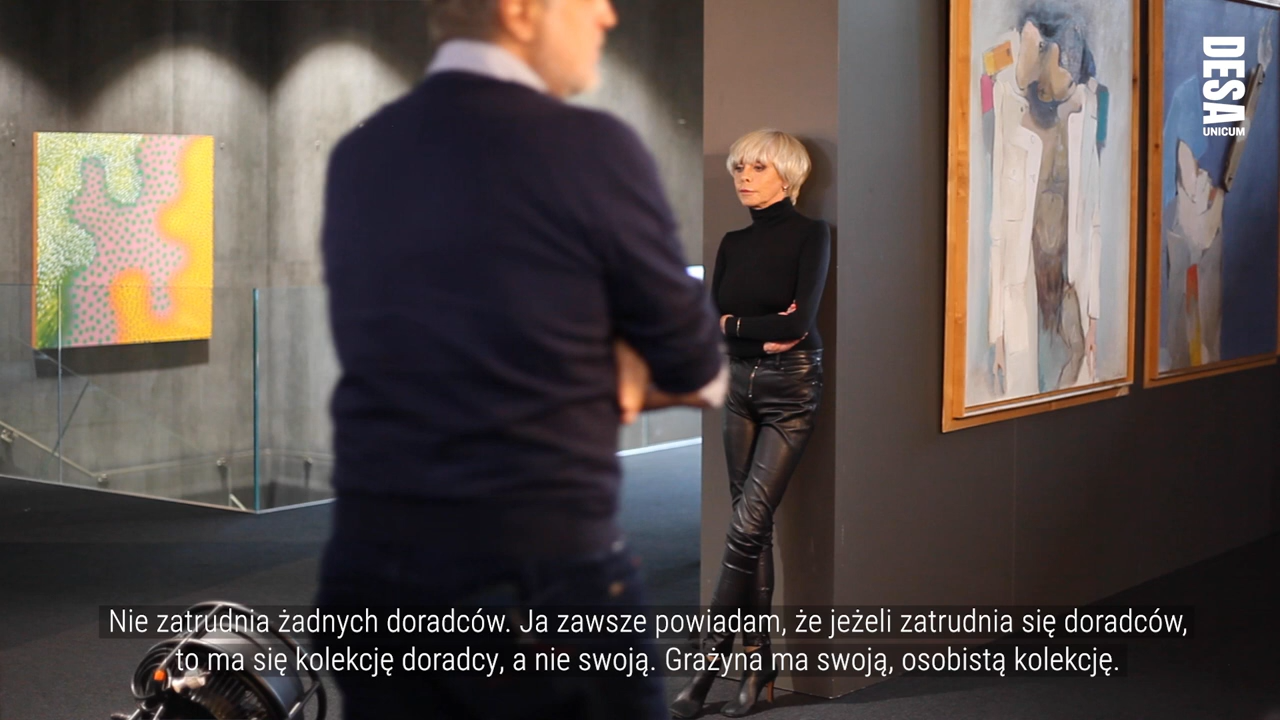 DESA
UNICUM
Nie zatrudnia żadnych doradców. Ja zawsze powiadam, że jeżeli zatrudnia się doradców,
to ma się kolekcję doradcy, a nie swoją. Grażyna ma swoją, osobistą kolekcję.